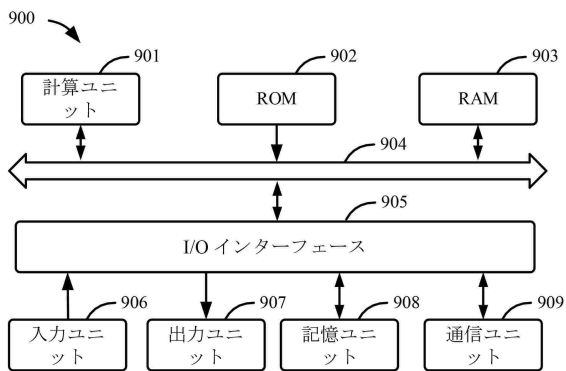 900
901
902
903
計算ユニ
ット
ROM
RAM
904
905
I/O インターフェース
906
907
908
909
入力ユニ
ット
出力ユニ
ット
記憶ユニ
ット
通信ユニ
ット